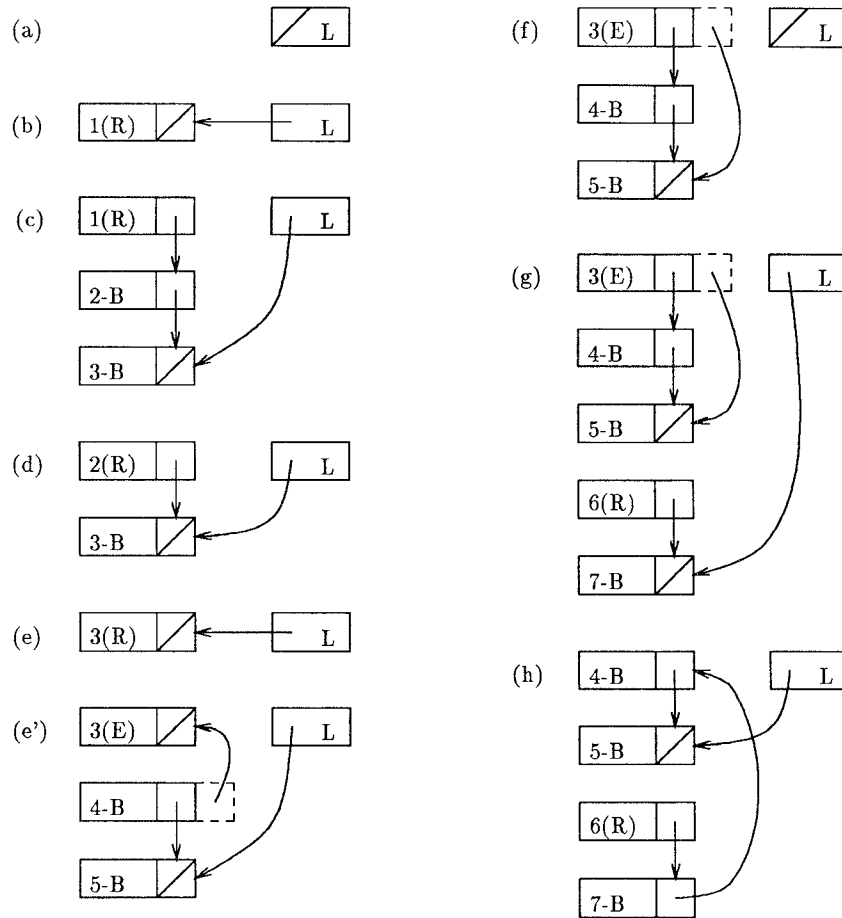 (a) L
(b) 1(R) L
(c) 1(R) L
2-B
3-B
(d) 2(R) L
3-B
(e) 3(R) L
(e') 3(E) L
4-B
5-B
(f) 3(E) L
4-B
5-B
(g) 3(E) L
4-B
5-B
6(R)
7-B
(h) 4-B L
5-B
6(R)
7-B